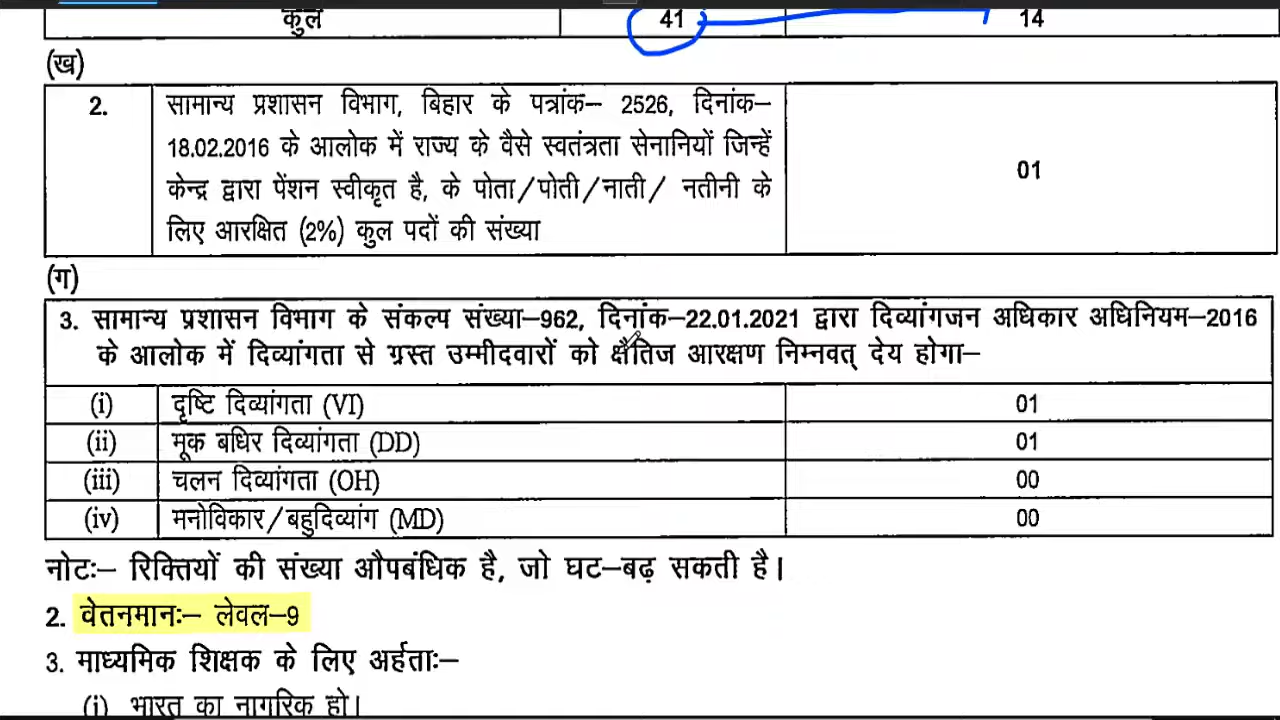 कुल 41 14
(ख)
2. सामान्य प्रशासन विभाग, बिहार के पत्रांक– 2526, दिनांक–
18.02.2016 के आलोक में राज्य के वैसे स्वतंत्रता सेनानियों जिन्हें
केन्द्र द्वारा पेंशन स्वीकृत है, के पोता/पोती/नाती/ नतीनी के
लिए आरक्षित (2%) कुल पदों की संख्या
01
(ग)
3. सामान्य प्रशासन विभाग के संकल्प संख्या–962, दिनांक–22.01.2021 द्वारा दिव्यांगजन अधिकार अधिनियम–2016
के आलोक में दिव्यांगता से ग्रस्त उम्मीदवारों को क्षैतिज आरक्षण निम्नवत् देय होगा–
(i) दृष्टि दिव्यांगता (VI) 01
(ii) मूक बधिर दिव्यांगता (DD) 01
(iii) चलन दिव्यांगता (OH) 00
(iv) मनोविकार/बहुदिव्यांग (MD) 00
नोटः– रिक्तियों की संख्या औपबंधिक है, जो घट–बढ़ सकती है।
2. वेतनमानः– लेवल–9
3. माध्यमिक शिक्षक के लिए अर्हताः–
(i) भारत का नागरिक हो।